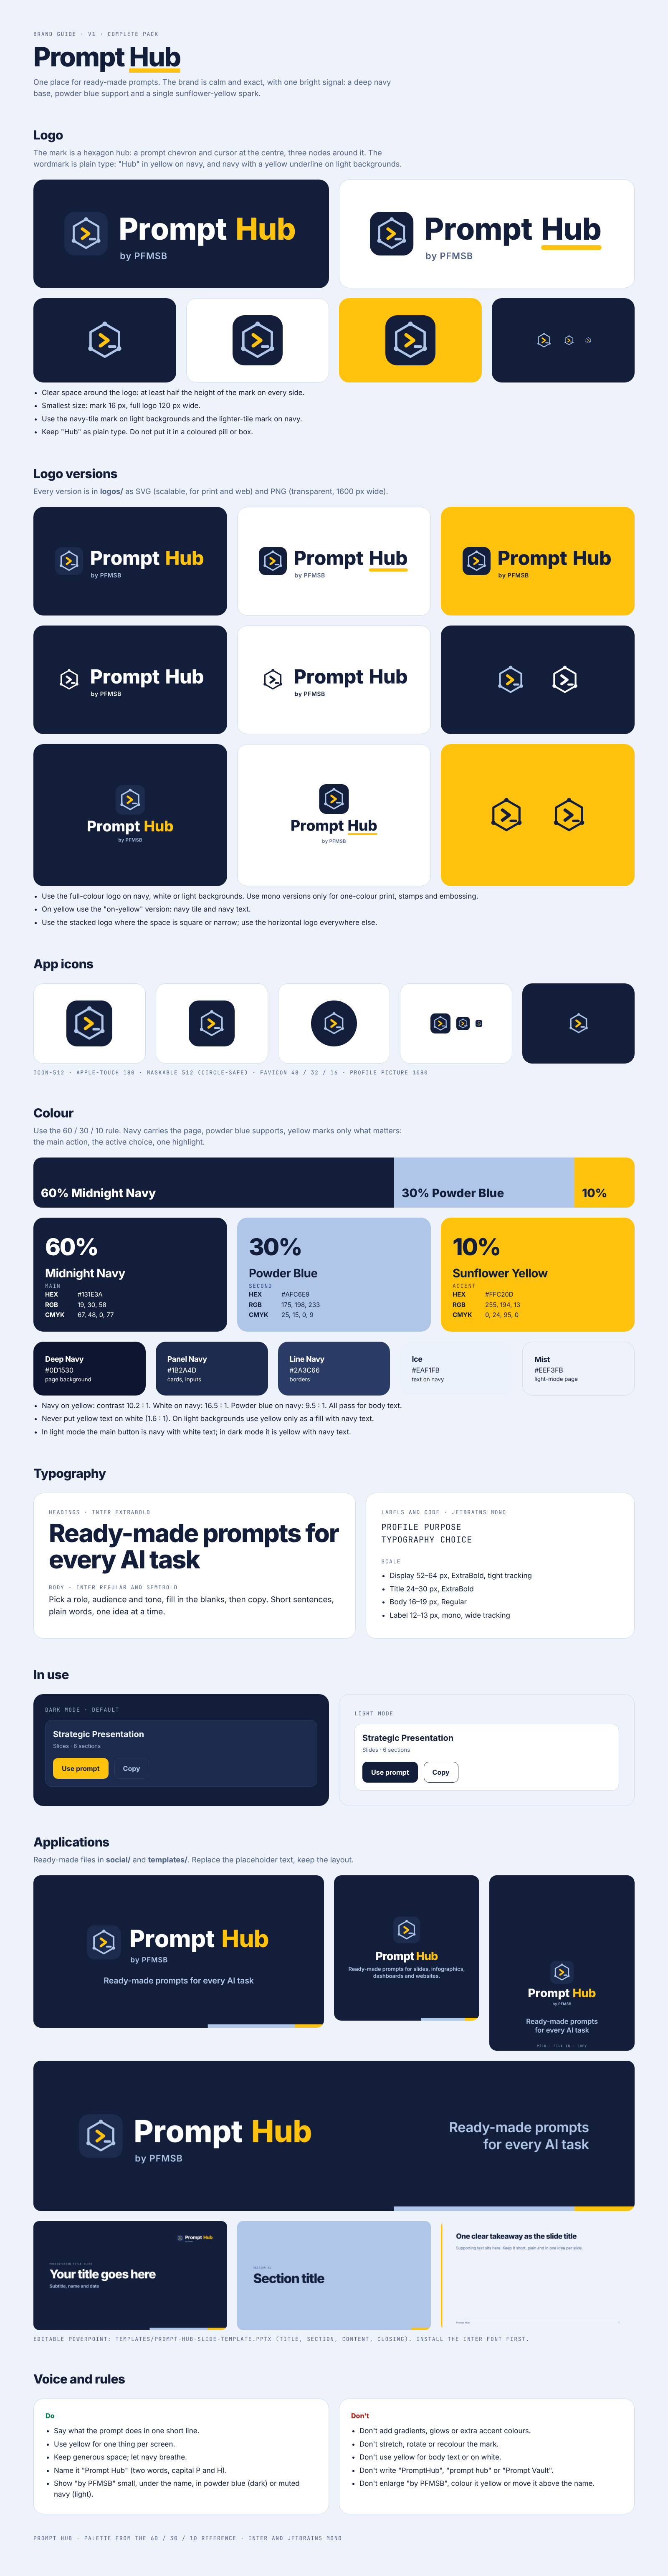 BRAND GUIDE · V1 · COMPLETE PACK
Prompt Hub
One place for ready-made prompts. The brand is calm and exact, with one bright signal: a deep navy
base, powder blue support and a single sunflower-yellow spark.
Logo
The mark is a hexagon hub: a prompt chevron and cursor at the centre, three nodes around it. The
wordmark is plain type: "Hub" in yellow on navy, and navy with a yellow underline on light backgrounds.
Prompt Hub
by PFMSB
Prompt Hub
by PFMSB
• Clear space around the logo: at least half the height of the mark on every side.
• Smallest size: mark 16 px, full logo 120 px wide.
• Use the navy-tile mark on light backgrounds and the lighter-tile mark on navy.
• Keep "Hub" as plain type. Do not put it in a coloured pill or box.
Logo versions
Every version is in logos/ as SVG (scalable, for print and web) and PNG (transparent, 1600 px wide).
Prompt Hub
by PFMSB
Prompt Hub
by PFMSB
Prompt Hub
by PFMSB
Prompt Hub
by PFMSB
Prompt Hub
by PFMSB
Prompt Hub
by PFMSB
Prompt Hub
by PFMSB
• Use the full-colour logo on navy, white or light backgrounds. Use mono versions only for one-colour print, stamps and embossing.
• On yellow use the "on-yellow" version: navy tile and navy text.
• Use the stacked logo where the space is square or narrow; use the horizontal logo everywhere else.
App icons
ICON-512 · APPLE-TOUCH 180 · MASKABLE 512 (CIRCLE-SAFE) · FAVICON 48 / 32 / 16 · PROFILE PICTURE 1080
Colour
Use the 60 / 30 / 10 rule. Navy carries the page, powder blue supports, yellow marks only what matters:
the main action, the active choice, one highlight.
60% Midnight Navy
30% Powder Blue
10%
60%
Midnight Navy
MAIN
HEX #131E3A
RGB 19, 30, 58
CMYK 67, 48, 0, 77
30%
Powder Blue
SECOND
HEX #AFC6E9
RGB 175, 198, 233
CMYK 25, 15, 0, 9
10%
Sunflower Yellow
ACCENT
HEX #FFC20D
RGB 255, 194, 13
CMYK 0, 24, 95, 0
Deep Navy
#0D1530
page background
Panel Navy
#1B2A4D
cards, inputs
Line Navy
#2A3C66
borders
Ice
#EAF1FB
text on navy
Mist
#EEF3FB
light-mode page
• Navy on yellow: contrast 10.2 : 1. White on navy: 16.5 : 1. Powder blue on navy: 9.5 : 1. All pass for body text.
• Never put yellow text on white (1.6 : 1). On light backgrounds use yellow only as a fill with navy text.
• In light mode the main button is navy with white text; in dark mode it is yellow with navy text.
Typography
HEADINGS · INTER EXTRABOLD
Ready-made prompts for
every AI task
BODY · INTER REGULAR AND SEMIBOLD
Pick a role, audience and tone, fill in the blanks, then copy. Short sentences,
plain words, one idea at a time.
LABELS AND CODE · JETBRAINS MONO
PROFILE PURPOSE
TYPOGRAPHY CHOICE
SCALE
• Display 52–64 px, ExtraBold, tight tracking
• Title 24–30 px, ExtraBold
• Body 16–19 px, Regular
• Label 12–13 px, mono, wide tracking
In use
DARK MODE · DEFAULT
Strategic Presentation
Slides · 6 sections
Use prompt
Copy
LIGHT MODE
Strategic Presentation
Slides · 6 sections
Use prompt
Copy
Applications
Ready-made files in social/ and templates/. Replace the placeholder text, keep the layout.
Prompt Hub
by PFMSB
Ready-made prompts for every AI task
Prompt Hub
Ready-made prompts for slides, infographics,
dashboards and websites.
Prompt Hub
by PFMSB
Ready-made prompts
for every AI task
PICK · FILL IN · COPY
Prompt Hub
by PFMSB
Ready-made prompts
for every AI task
Prompt Hub
PRESENTATION TITLE SLIDE
Your title goes here
Subtitle, name and date
Section title
One clear takeaway as the slide title
Supporting text sits here. Keep it short, plain and in one idea per slide.
EDITABLE POWERPOINT: TEMPLATES/PROMPT-HUB-SLIDE-TEMPLATE.PPTX (TITLE, SECTION, CONTENT, CLOSING). INSTALL THE INTER FONT FIRST.
Voice and rules
Do
• Say what the prompt does in one short line.
• Use yellow for one thing per screen.
• Keep generous space; let navy breathe.
• Name it "Prompt Hub" (two words, capital P and H).
• Show "by PFMSB" small, under the name, in powder blue (dark) or muted
navy (light).
Don't
• Don't add gradients, glows or extra accent colours.
• Don't stretch, rotate or recolour the mark.
• Don't use yellow for body text or on white.
• Don't write "PromptHub", "prompt hub" or "Prompt Vault".
• Don't enlarge "by PFMSB", colour it yellow or move it above the name.
PROMPT HUB · PALETTE FROM THE 60 / 30 / 10 REFERENCE · INTER AND JETBRAINS MONO